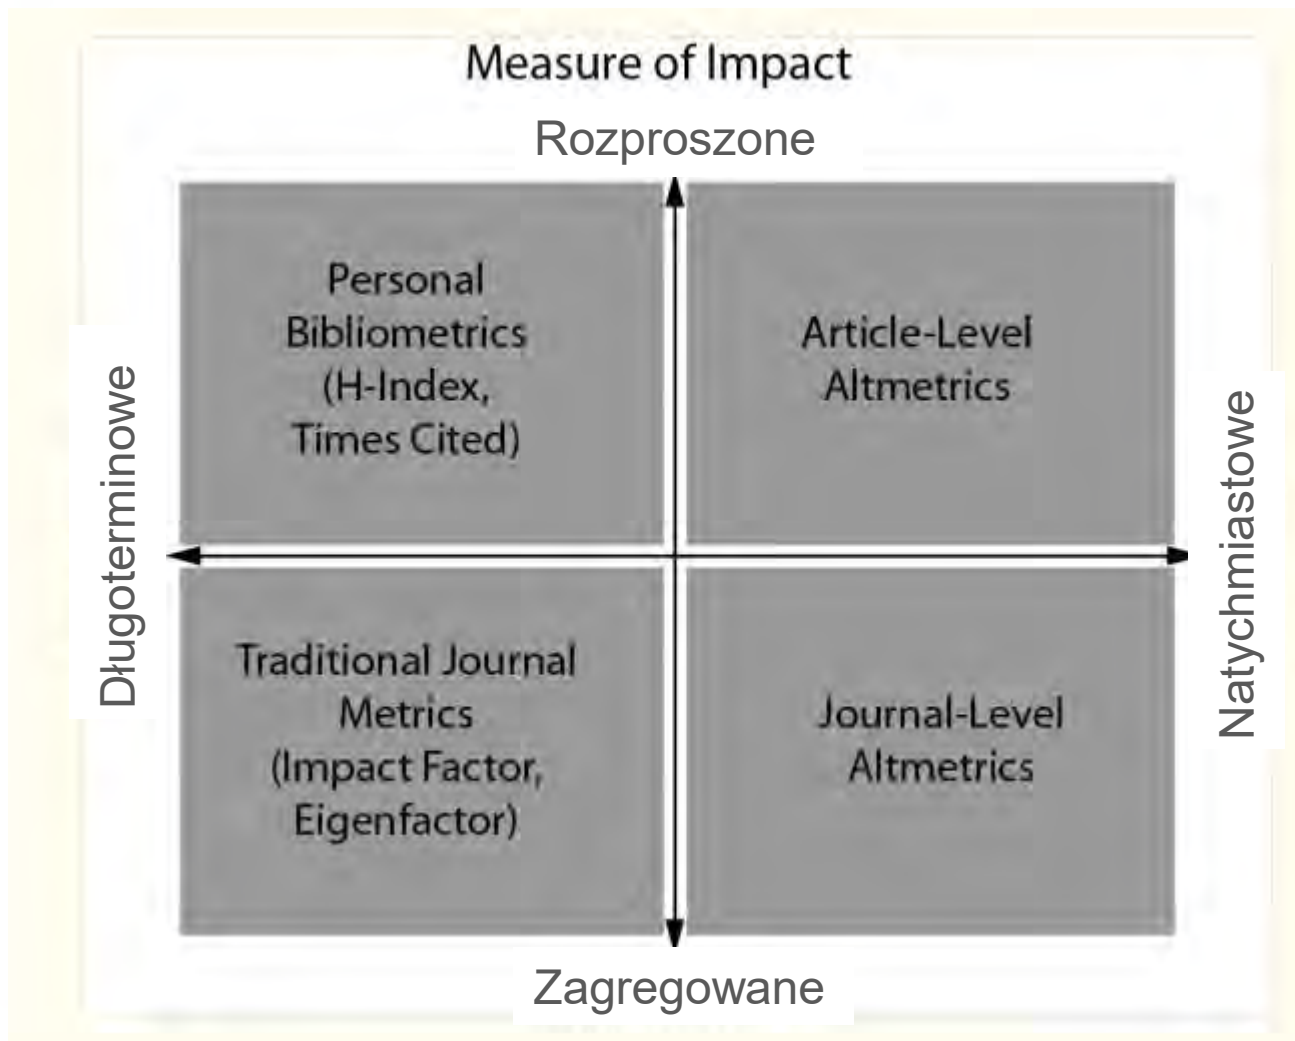 Measure of Impact
Rozproszone
Personal
Bibliometrics
(H-Index,
Times Cited)
Article-Level
Altmetrics
Długoterminowe
Natychmiastowe
Traditional Journal
Metrics
(Impact Factor,
Eigenfactor)
Journal-Level
Altmetrics
Zagregowane